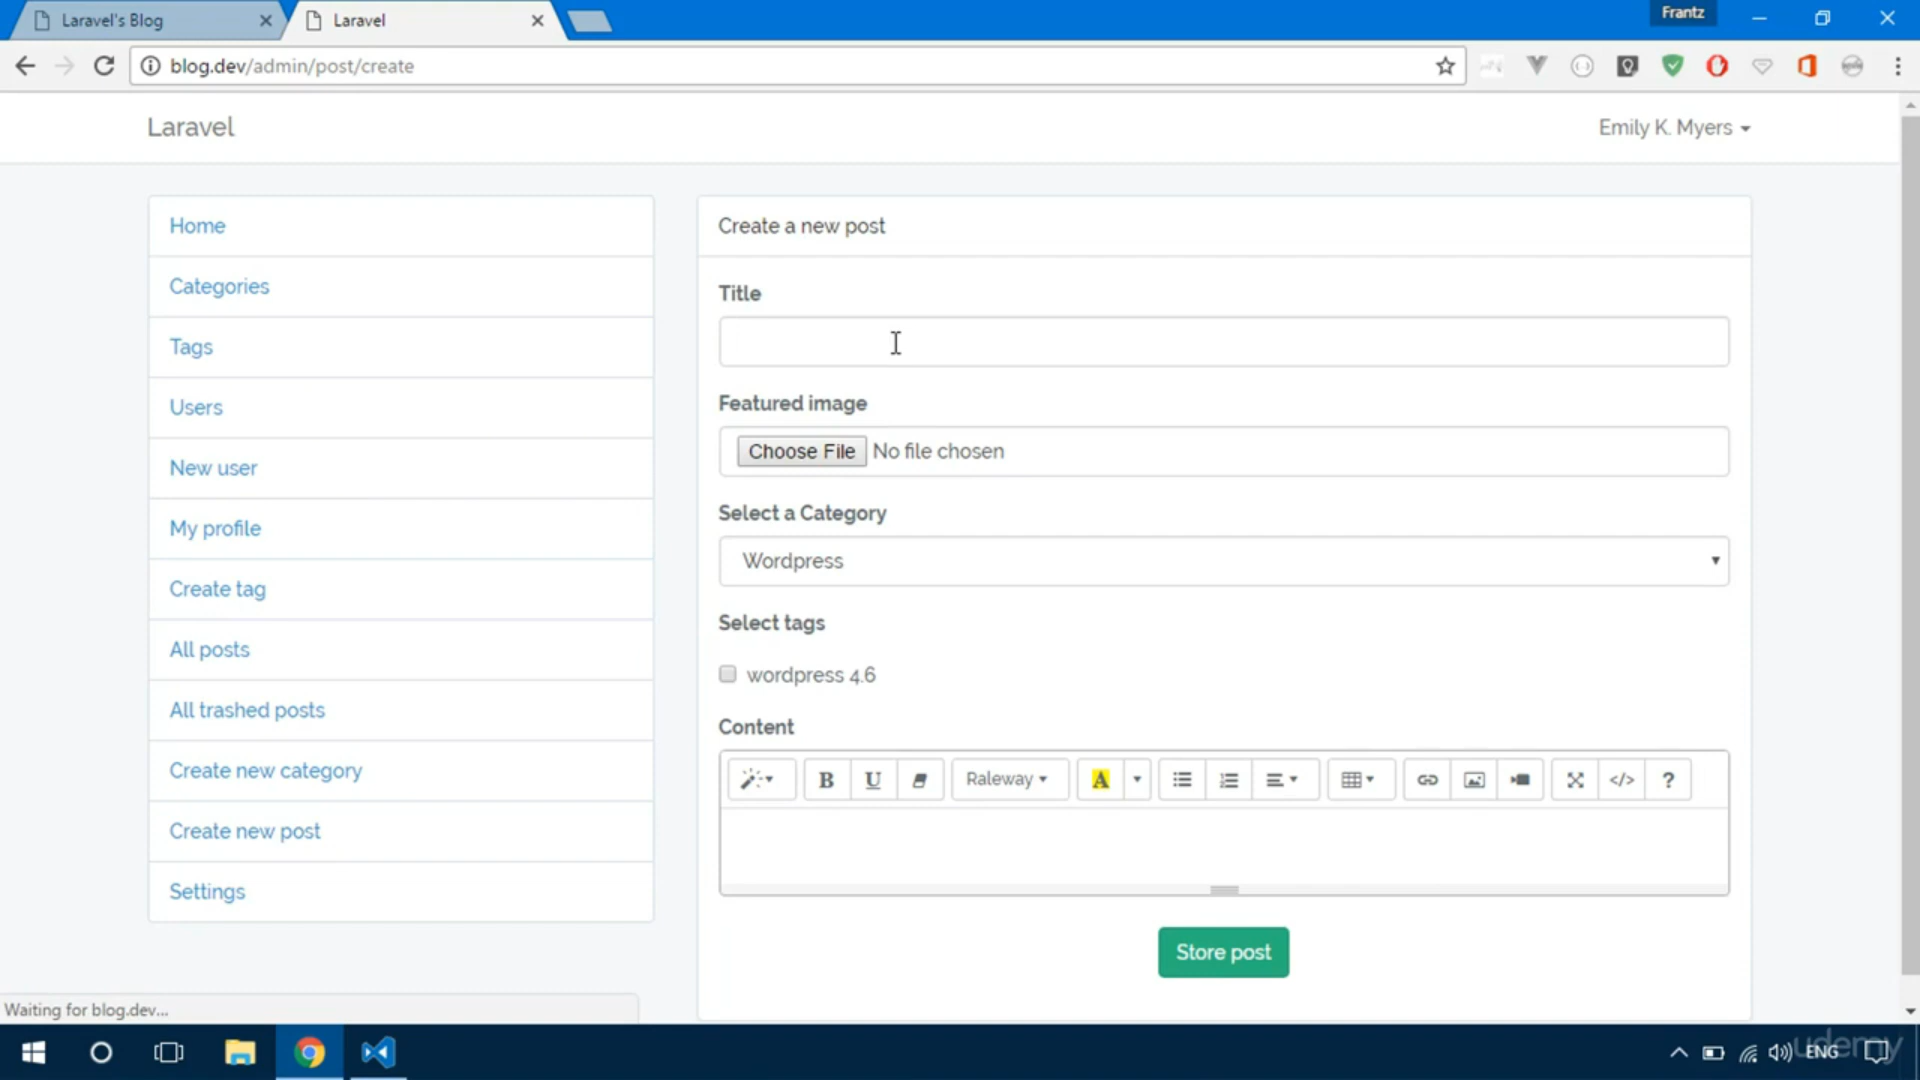 Laravel's Blog
Laravel
Frantz
blog.dev/admin/post/create
Laravel
Emily K. Myers
Home
Categories
Tags
Users
New user
My profile
Create tag
All posts
All trashed posts
Create new category
Create new post
Settings
Create a new post
Title
Featured image
Choose File No file chosen
Select a Category
Wordpress
Select tags
wordpress 4.6
Content
B U Raleway A </> ?
Store post
Waiting for blog.dev...
ENG
udemy